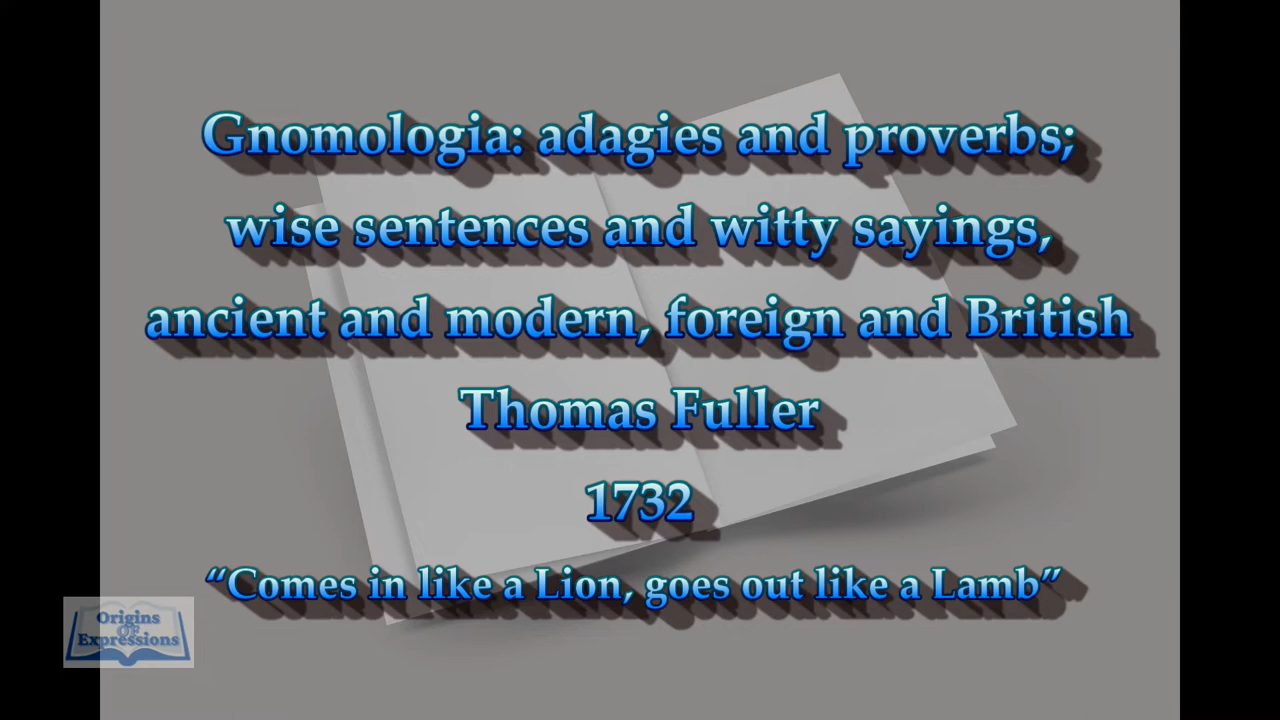 Gnomologia: adagies and proverbs;
wise sentences and witty sayings,
ancient and modern, foreign and British
Thomas Fuller
1732
“Comes in like a Lion, goes out like a Lamb”
Origins
OF
Expressions